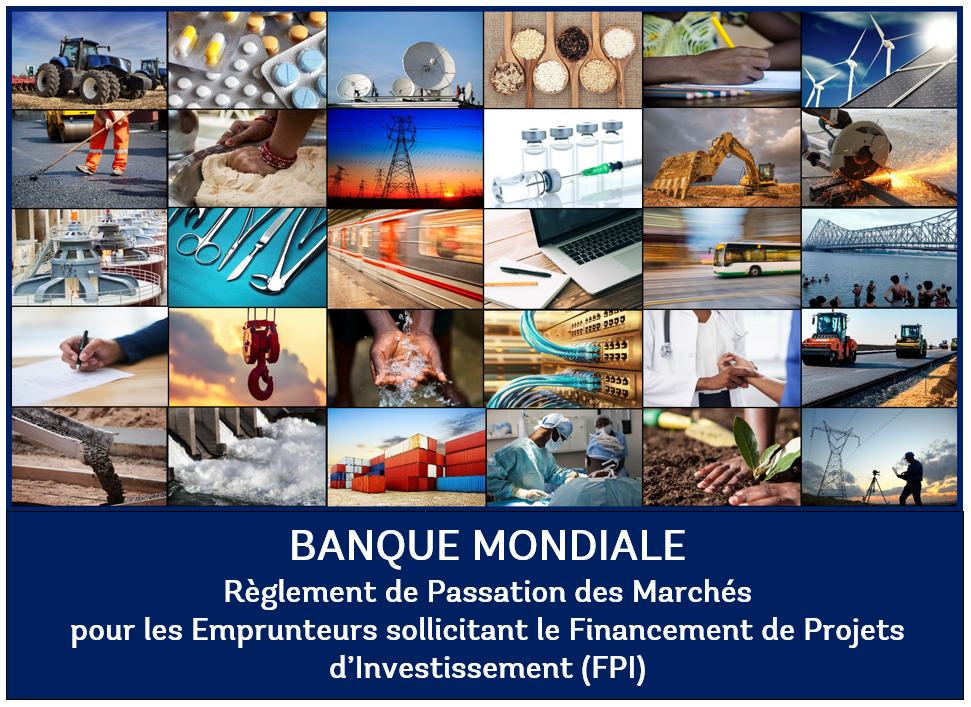 BANQUE MONDIALE
Règlement de Passation des Marchés
pour les Emprunteurs sollicitant le Financement de Projets
d’Investissement (FPI)